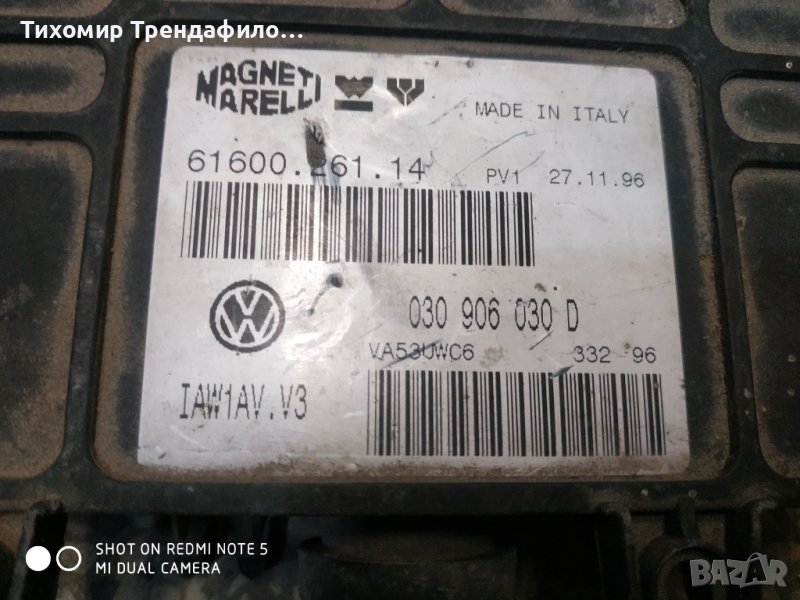 Тихомир Трендафило...
MAGNETI
MARELLI
MADE IN ITALY
61600.261.14
PV1 27.11.96
030 906 030 D
VA53UWC6 332 96
IAW1AV.V3
SHOT ON REDMI NOTE 5
MI DUAL CAMERA
BAZAR